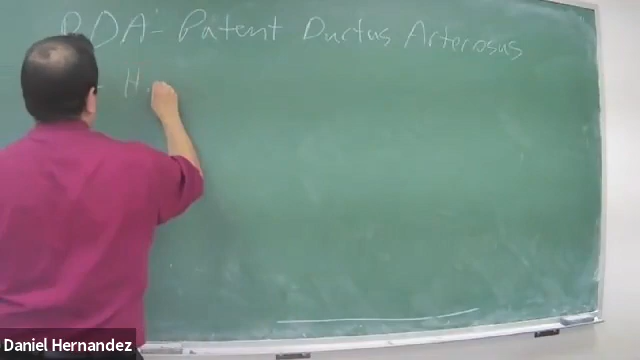 PDA - Patent Ductus Arterosus
- H
Daniel Hernandez